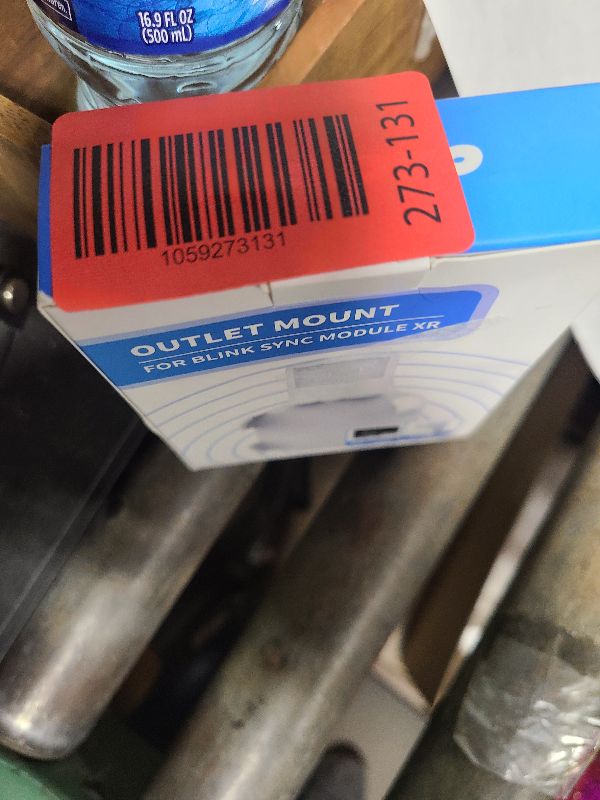 16.9 FL OZ
(500 mL)
273-131
1059273131
OUTLET MOUNT
FOR BLINK SYNC MODULE XR